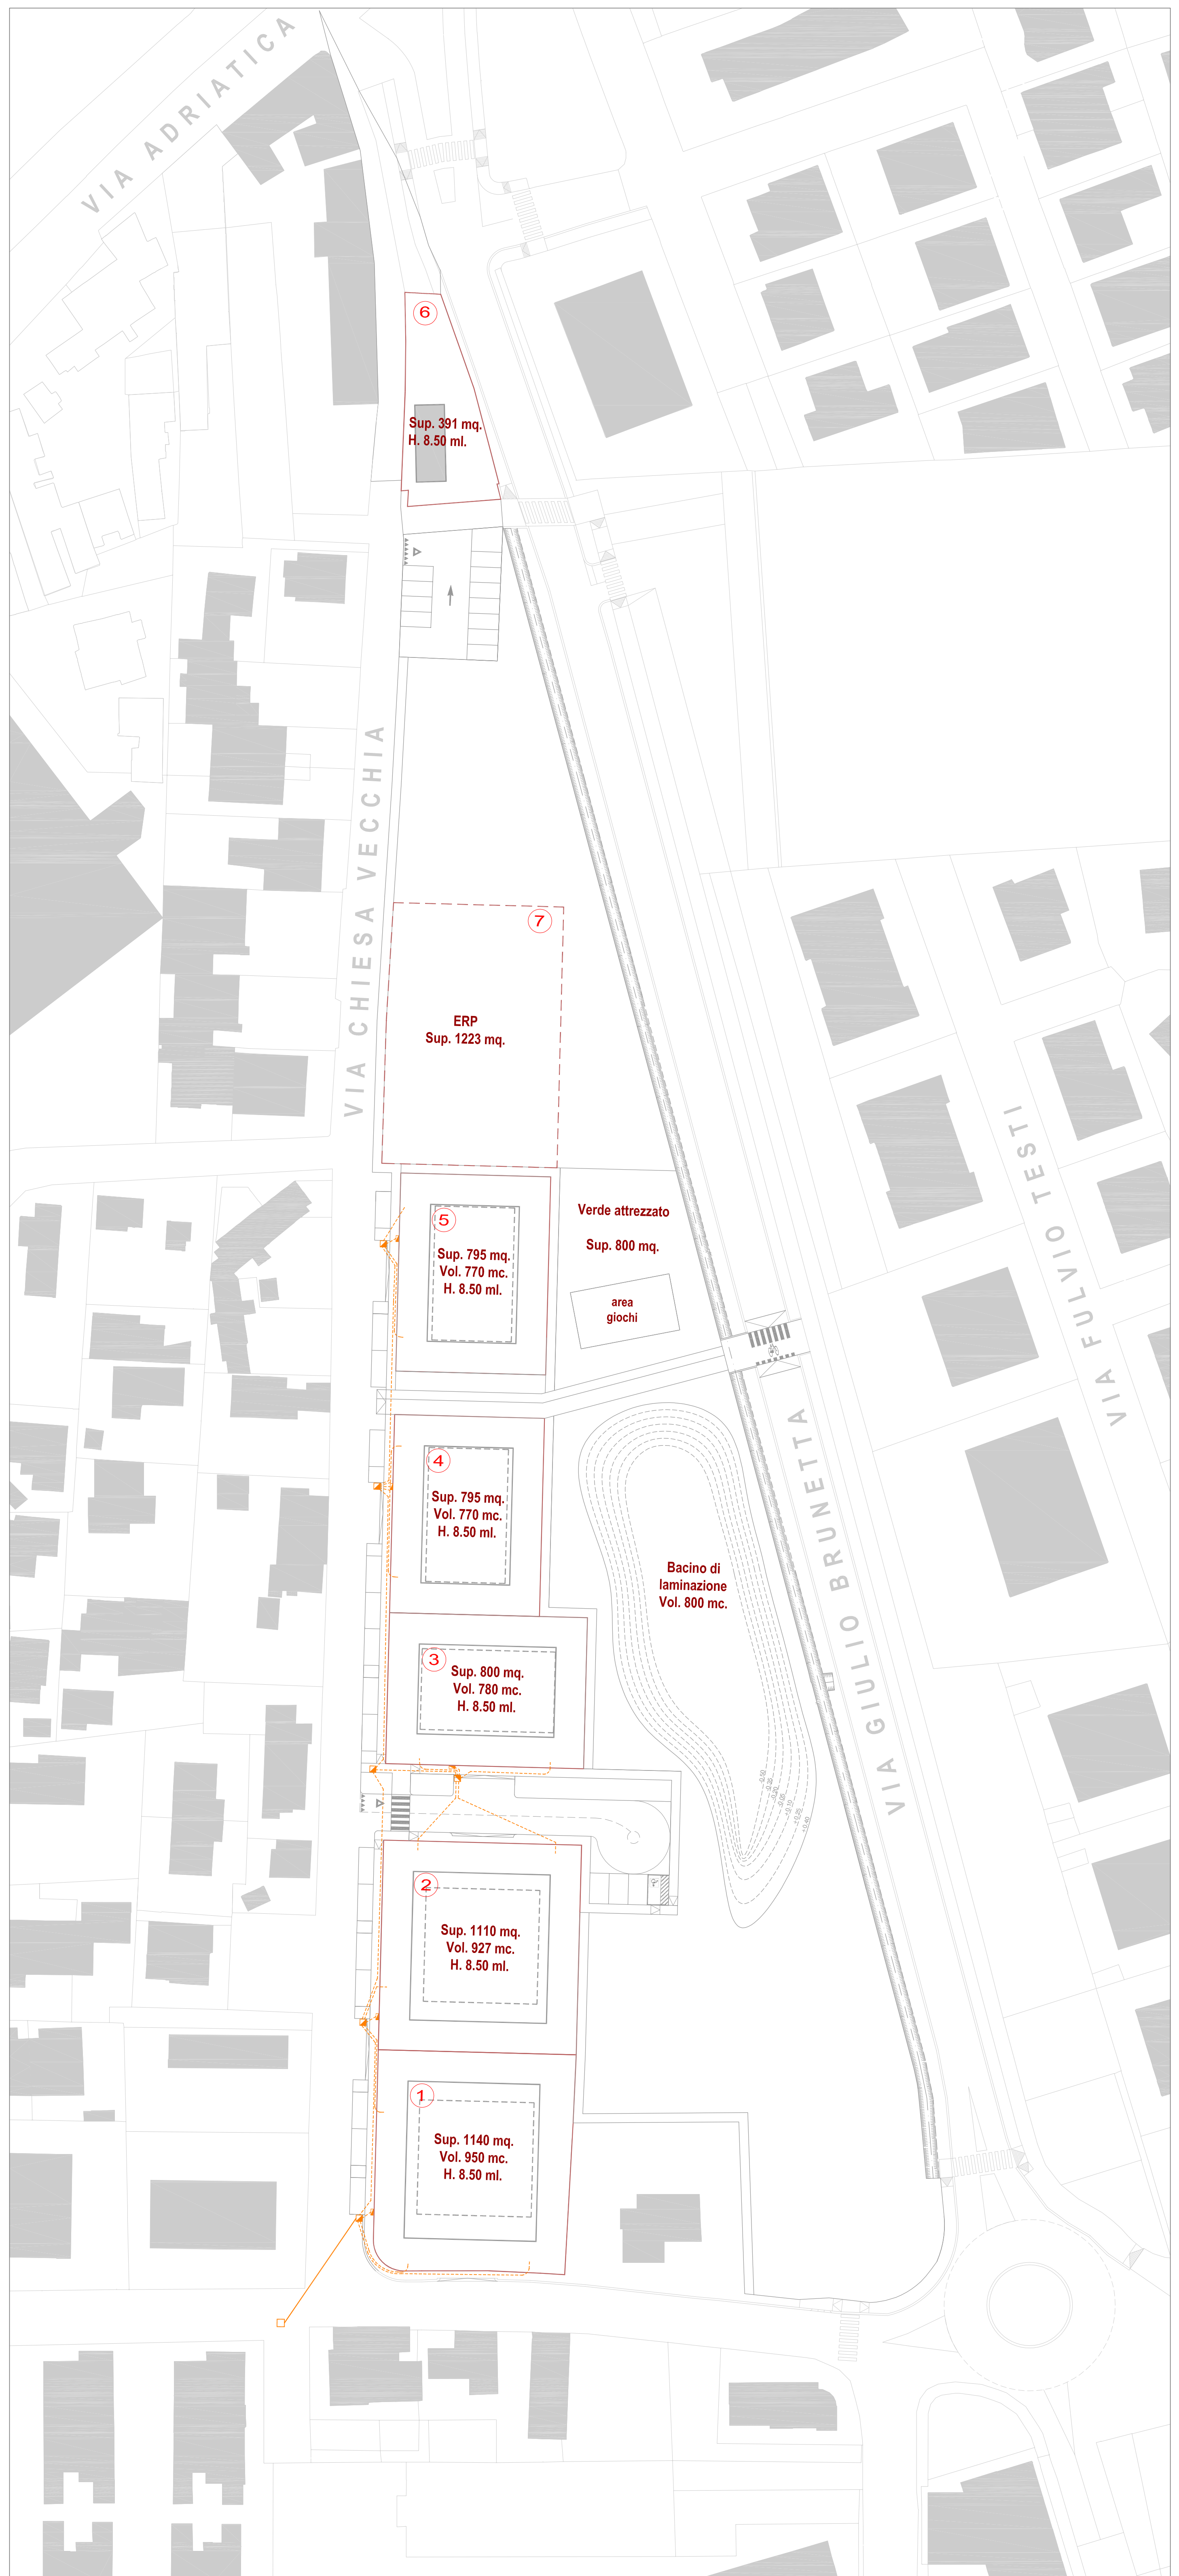 VIA ADRIATICA
6
Sup. 391 mq.
H. 8.50 ml.
VIA CHIESA VECCHIA
7
ERP
Sup. 1223 mq.
VIA FULVIO TESTI
5
Sup. 795 mq.
Vol. 770 mc.
H. 8.50 ml.
Verde attrezzato
Sup. 800 mq.
area
giochi
VIA GIULIO BRUNETTA
4
Sup. 795 mq.
Vol. 770 mc.
H. 8.50 ml.
Bacino di
laminazione
Vol. 800 mc.
3
Sup. 800 mq.
Vol. 780 mc.
H. 8.50 ml.
2
Sup. 1110 mq.
Vol. 927 mc.
H. 8.50 ml.
1
Sup. 1140 mq.
Vol. 950 mc.
H. 8.50 ml.